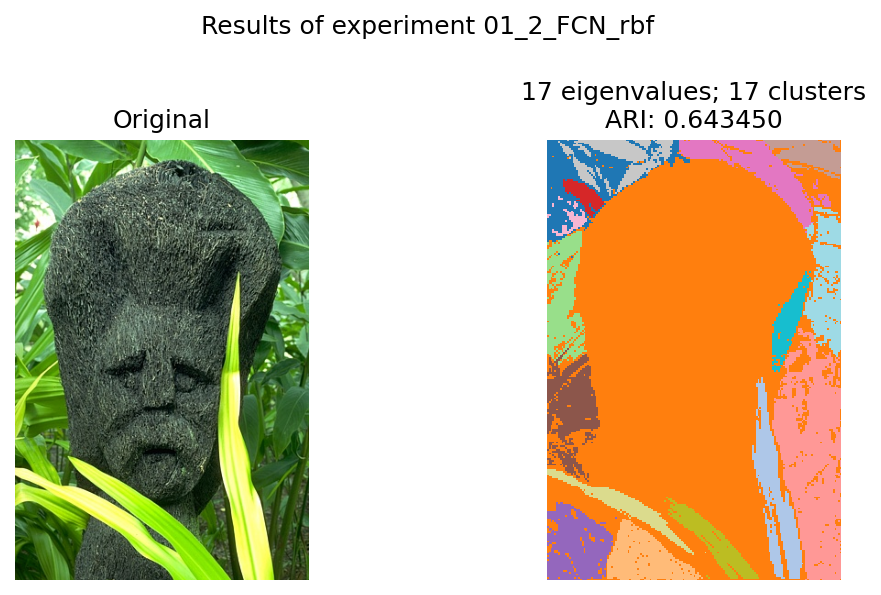 Results of experiment 01_2_FCN_rbf
Original
17 eigenvalues; 17 clusters
ARI: 0.643450